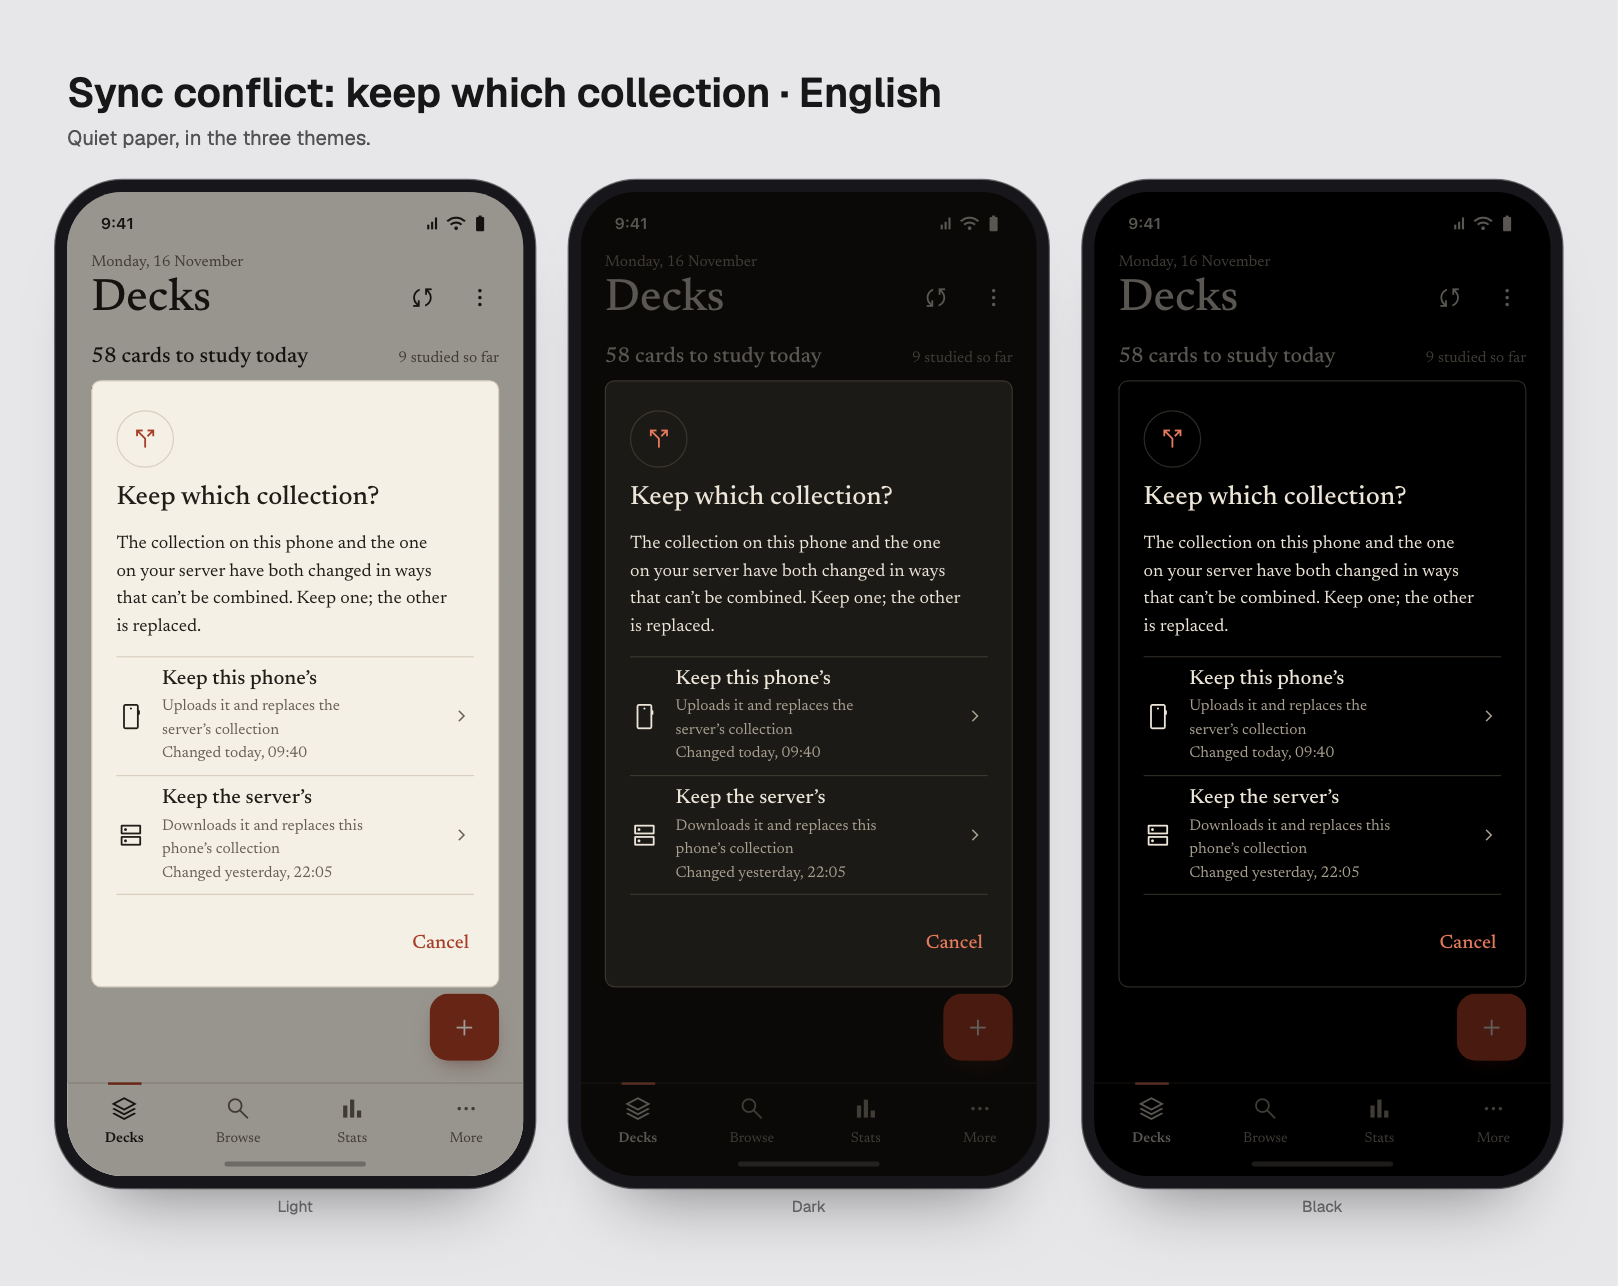 Sync conflict: keep which collection · English
Quiet paper, in the three themes.
9:41
Monday, 16 November
Decks
58 cards to study today
9 studied so far
Keep which collection?
The collection on this phone and the one
on your server have both changed in ways
that can’t be combined. Keep one; the other
is replaced.
Keep this phone’s
Uploads it and replaces the
server’s collection
Changed today, 09:40
Keep the server’s
Downloads it and replaces this
phone’s collection
Changed yesterday, 22:05
Cancel
Decks
Browse
Stats
More
Light
9:41
Monday, 16 November
Decks
58 cards to study today
9 studied so far
Keep which collection?
The collection on this phone and the one
on your server have both changed in ways
that can’t be combined. Keep one; the other
is replaced.
Keep this phone’s
Uploads it and replaces the
server’s collection
Changed today, 09:40
Keep the server’s
Downloads it and replaces this
phone’s collection
Changed yesterday, 22:05
Cancel
Decks
Browse
Stats
More
Dark
9:41
Monday, 16 November
Decks
58 cards to study today
9 studied so far
Keep which collection?
The collection on this phone and the one
on your server have both changed in ways
that can’t be combined. Keep one; the other
is replaced.
Keep this phone’s
Uploads it and replaces the
server’s collection
Changed today, 09:40
Keep the server’s
Downloads it and replaces this
phone’s collection
Changed yesterday, 22:05
Cancel
Decks
Browse
Stats
More
Black